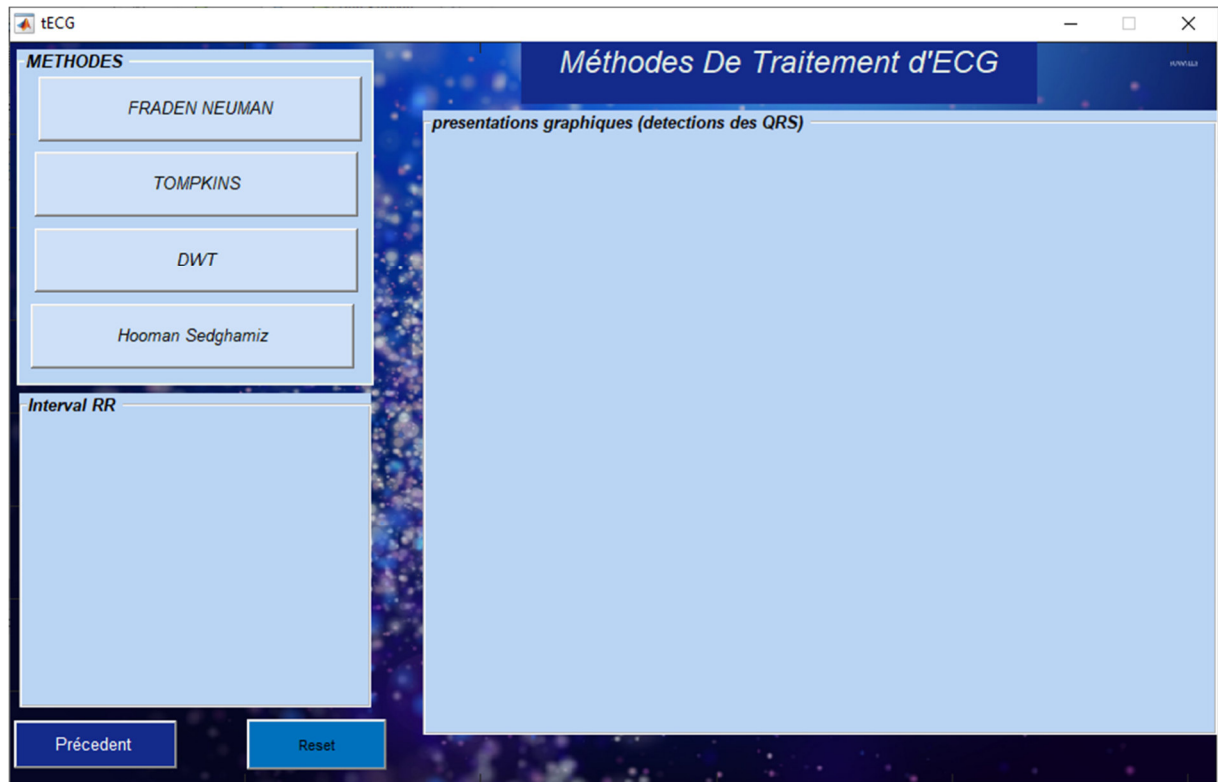 tECG
Méthodes De Traitement d'ECG
METHODES
FRADEN NEUMAN
TOMPKINS
DWT
Hooman Sedghamiz
presentations graphiques (detections des QRS)
Interval RR
Précedent
Reset